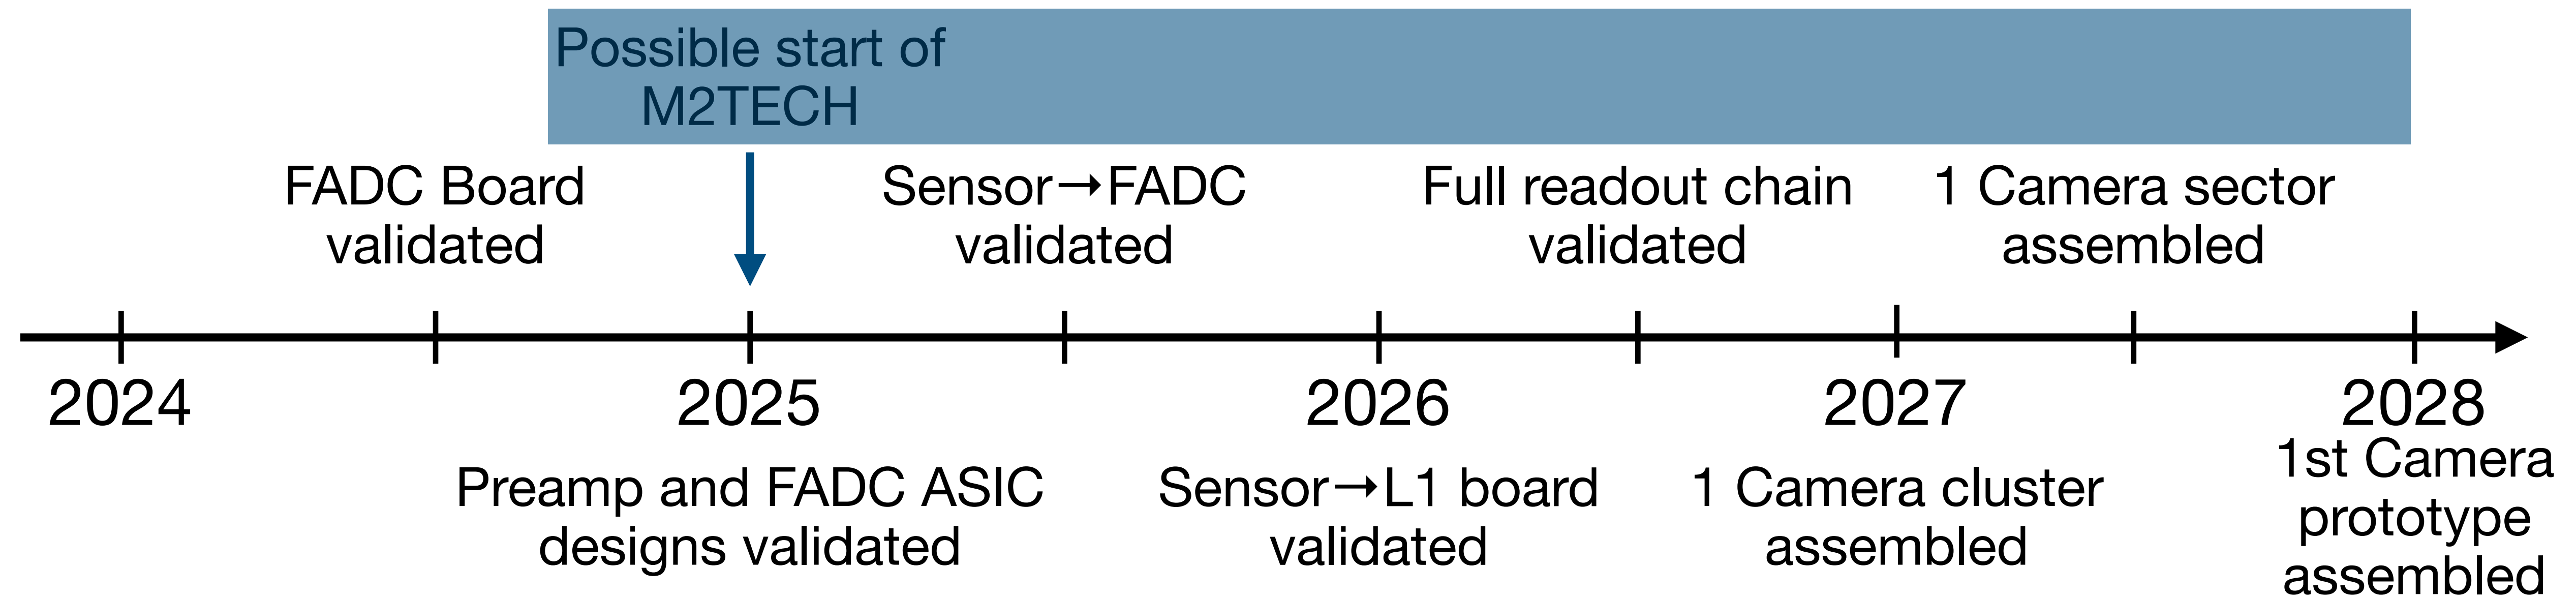 Possible start of
M2TECH
FADC Board
validated
Sensor→FADC
validated
Full readout chain
validated
1 Camera sector
assembled
2024
2025
2026
2027
2028
Preamp and FADC ASIC
designs validated
Sensor→L1 board
validated
1 Camera cluster
assembled
1st Camera
prototype
assembled